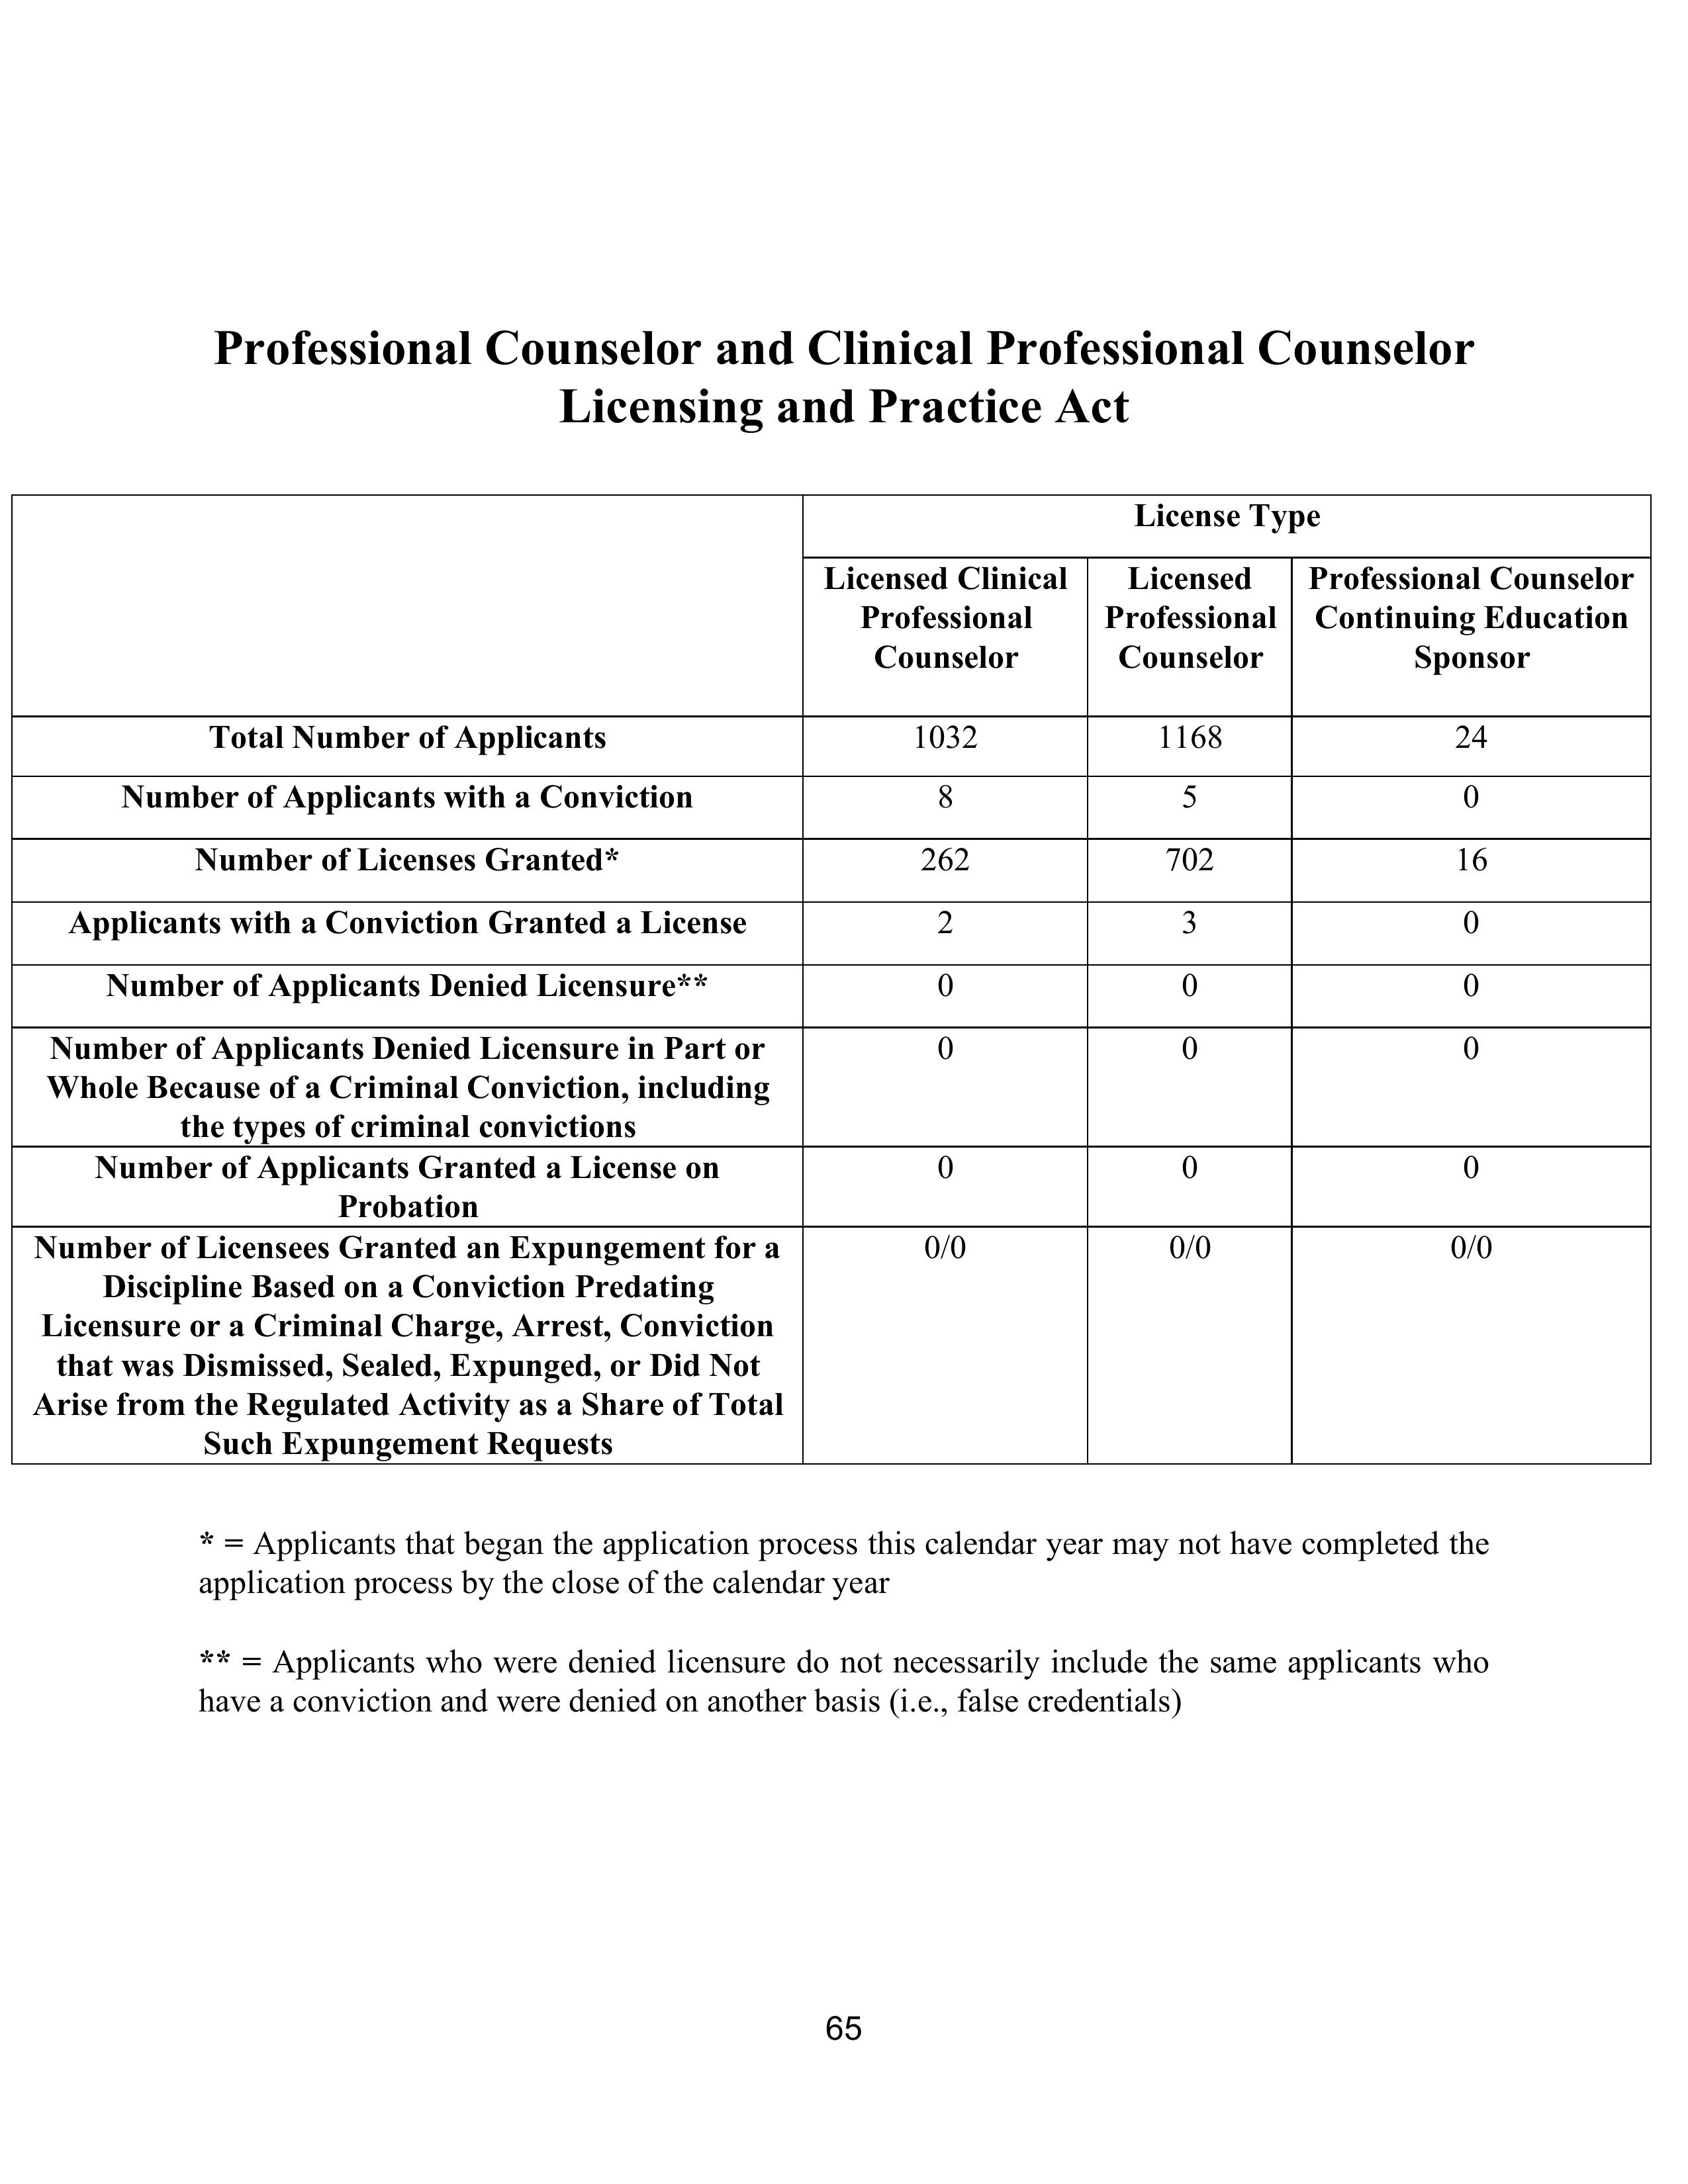 Professional Counselor and Clinical Professional Counselor
Licensing and Practice Act
License Type
Licensed Clinical
Professional
Counselor
Licensed
Professional
Counselor
Professional Counselor
Continuing Education
Sponsor
Total Number of Applicants 1032 1168 24
Number of Applicants with a Conviction 8 5 0
Number of Licenses Granted* 262 702 16
Applicants with a Conviction Granted a License 2 3 0
Number of Applicants Denied Licensure** 0 0 0
Number of Applicants Denied Licensure in Part or 0 0 0
Whole Because of a Criminal Conviction, including
the types of criminal convictions
Number of Applicants Granted a License on 0 0 0
Probation
Number of Licensees Granted an Expungement for a 0/0 0/0 0/0
Discipline Based on a Conviction Predating
Licensure or a Criminal Charge, Arrest, Conviction
that was Dismissed, Sealed, Expunged, or Did Not
Arise from the Regulated Activity as a Share of Total
Such Expungement Requests
* = Applicants that began the application process this calendar year may not have completed the
application process by the close of the calendar year
** = Applicants who were denied licensure do not necessarily include the same applicants who
have a conviction and were denied on another basis (i.e., false credentials)
65